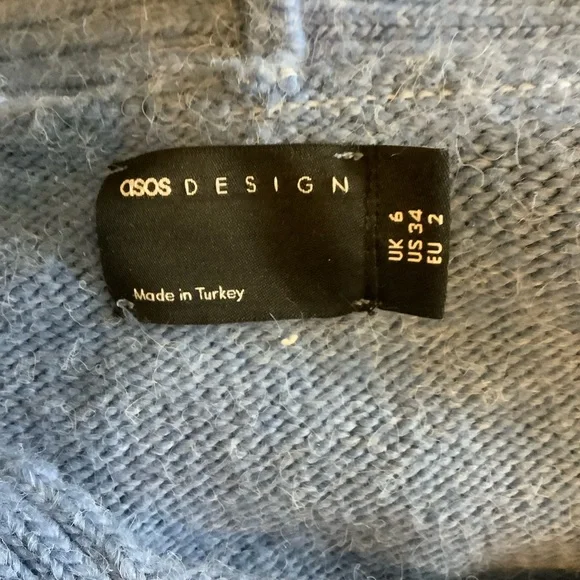 asos DESIGN
Made in Turkey
UK 6
US 34
EU 2